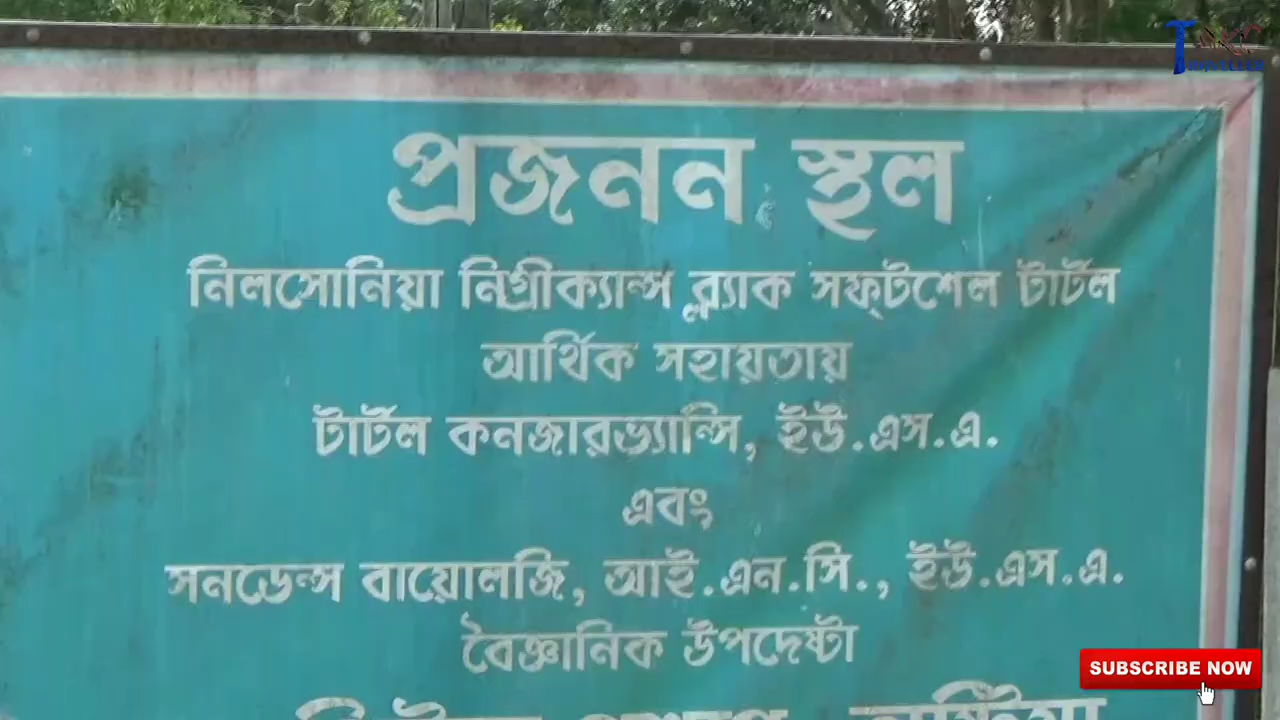 প্রজনন স্থল
নিলসোনিয়া নিগ্রীক্যান্স ব্ল্যাক সফ্টশেল টার্টল
আর্থিক সহায়তায়
টার্টল কনজারভ্যান্সি, ইউ.এস.এ.
এবং
সনডেন্স বায়োলজি, আই.এন.সি., ইউ.এস.এ.
বৈজ্ঞানিক উপদেষ্টা
SUBSCRIBE NOW